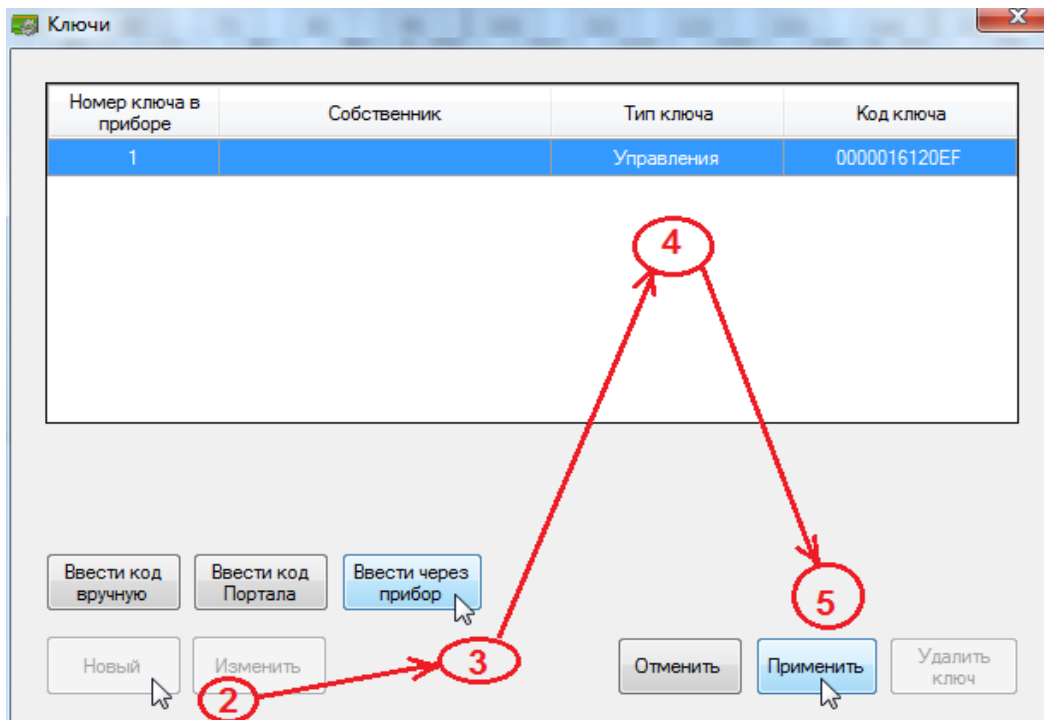 Ключи
x
Номер ключа в
приборе
Собственник
Тип ключа
Код ключа
1
Управления
0000016120EF
4
5
Ввести код
вручную
Ввести код
Портала
Ввести через
прибор
3
Новый
Изменить
2
Отменить
Применить
Удалить
ключ